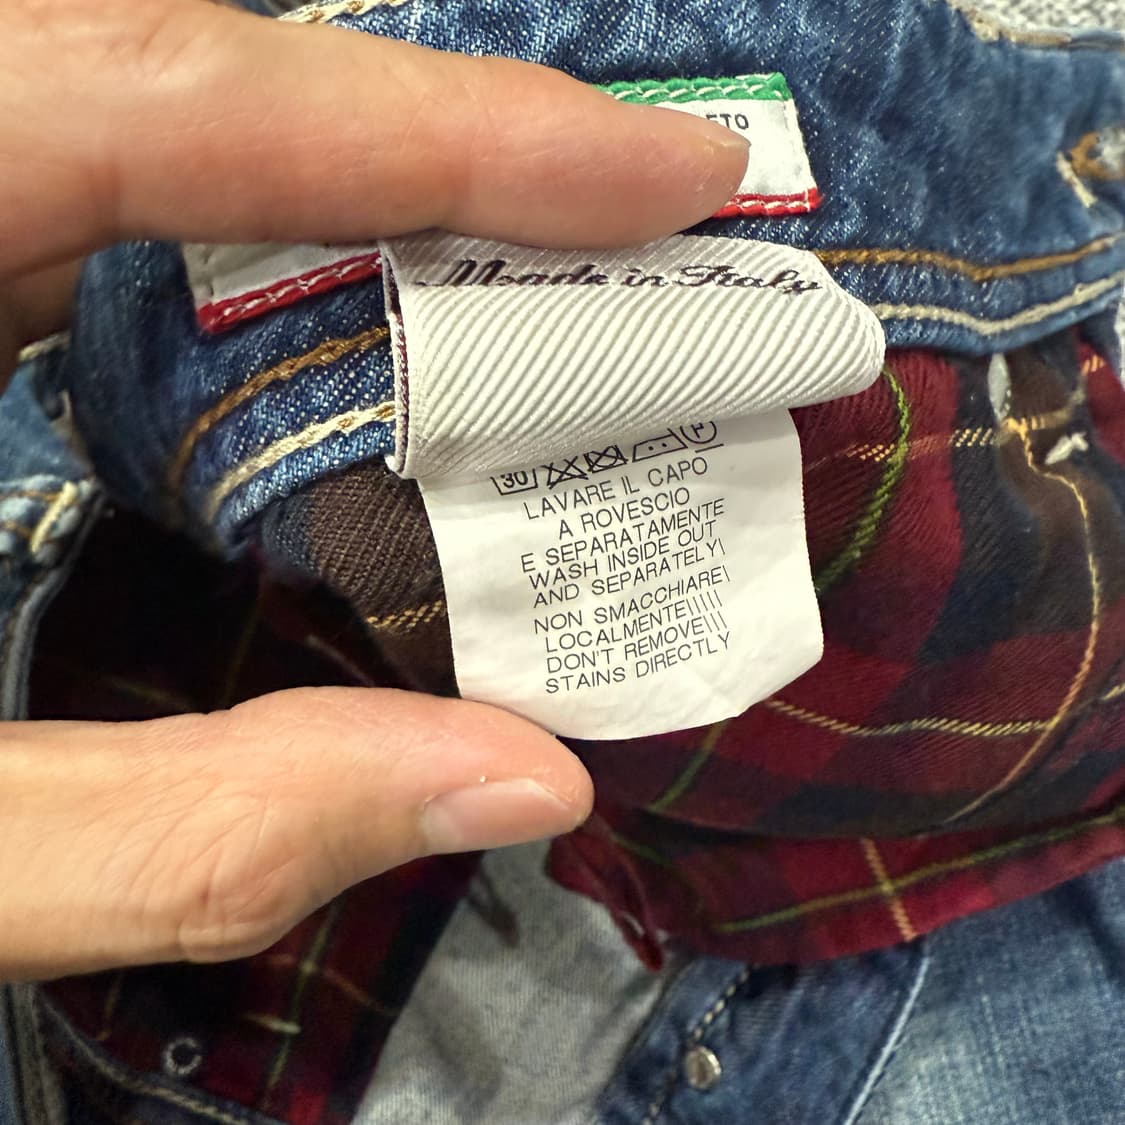 Made in Italy
30
LAVARE IL CAPO
A ROVESCIO
E SEPARATAMENTE
WASH INSIDE OUT
AND SEPARATELY\
NON SMACCHIARE\
LOCALMENTE\\\\\
DON'T REMOVE\\\
STAINS DIRECTLY